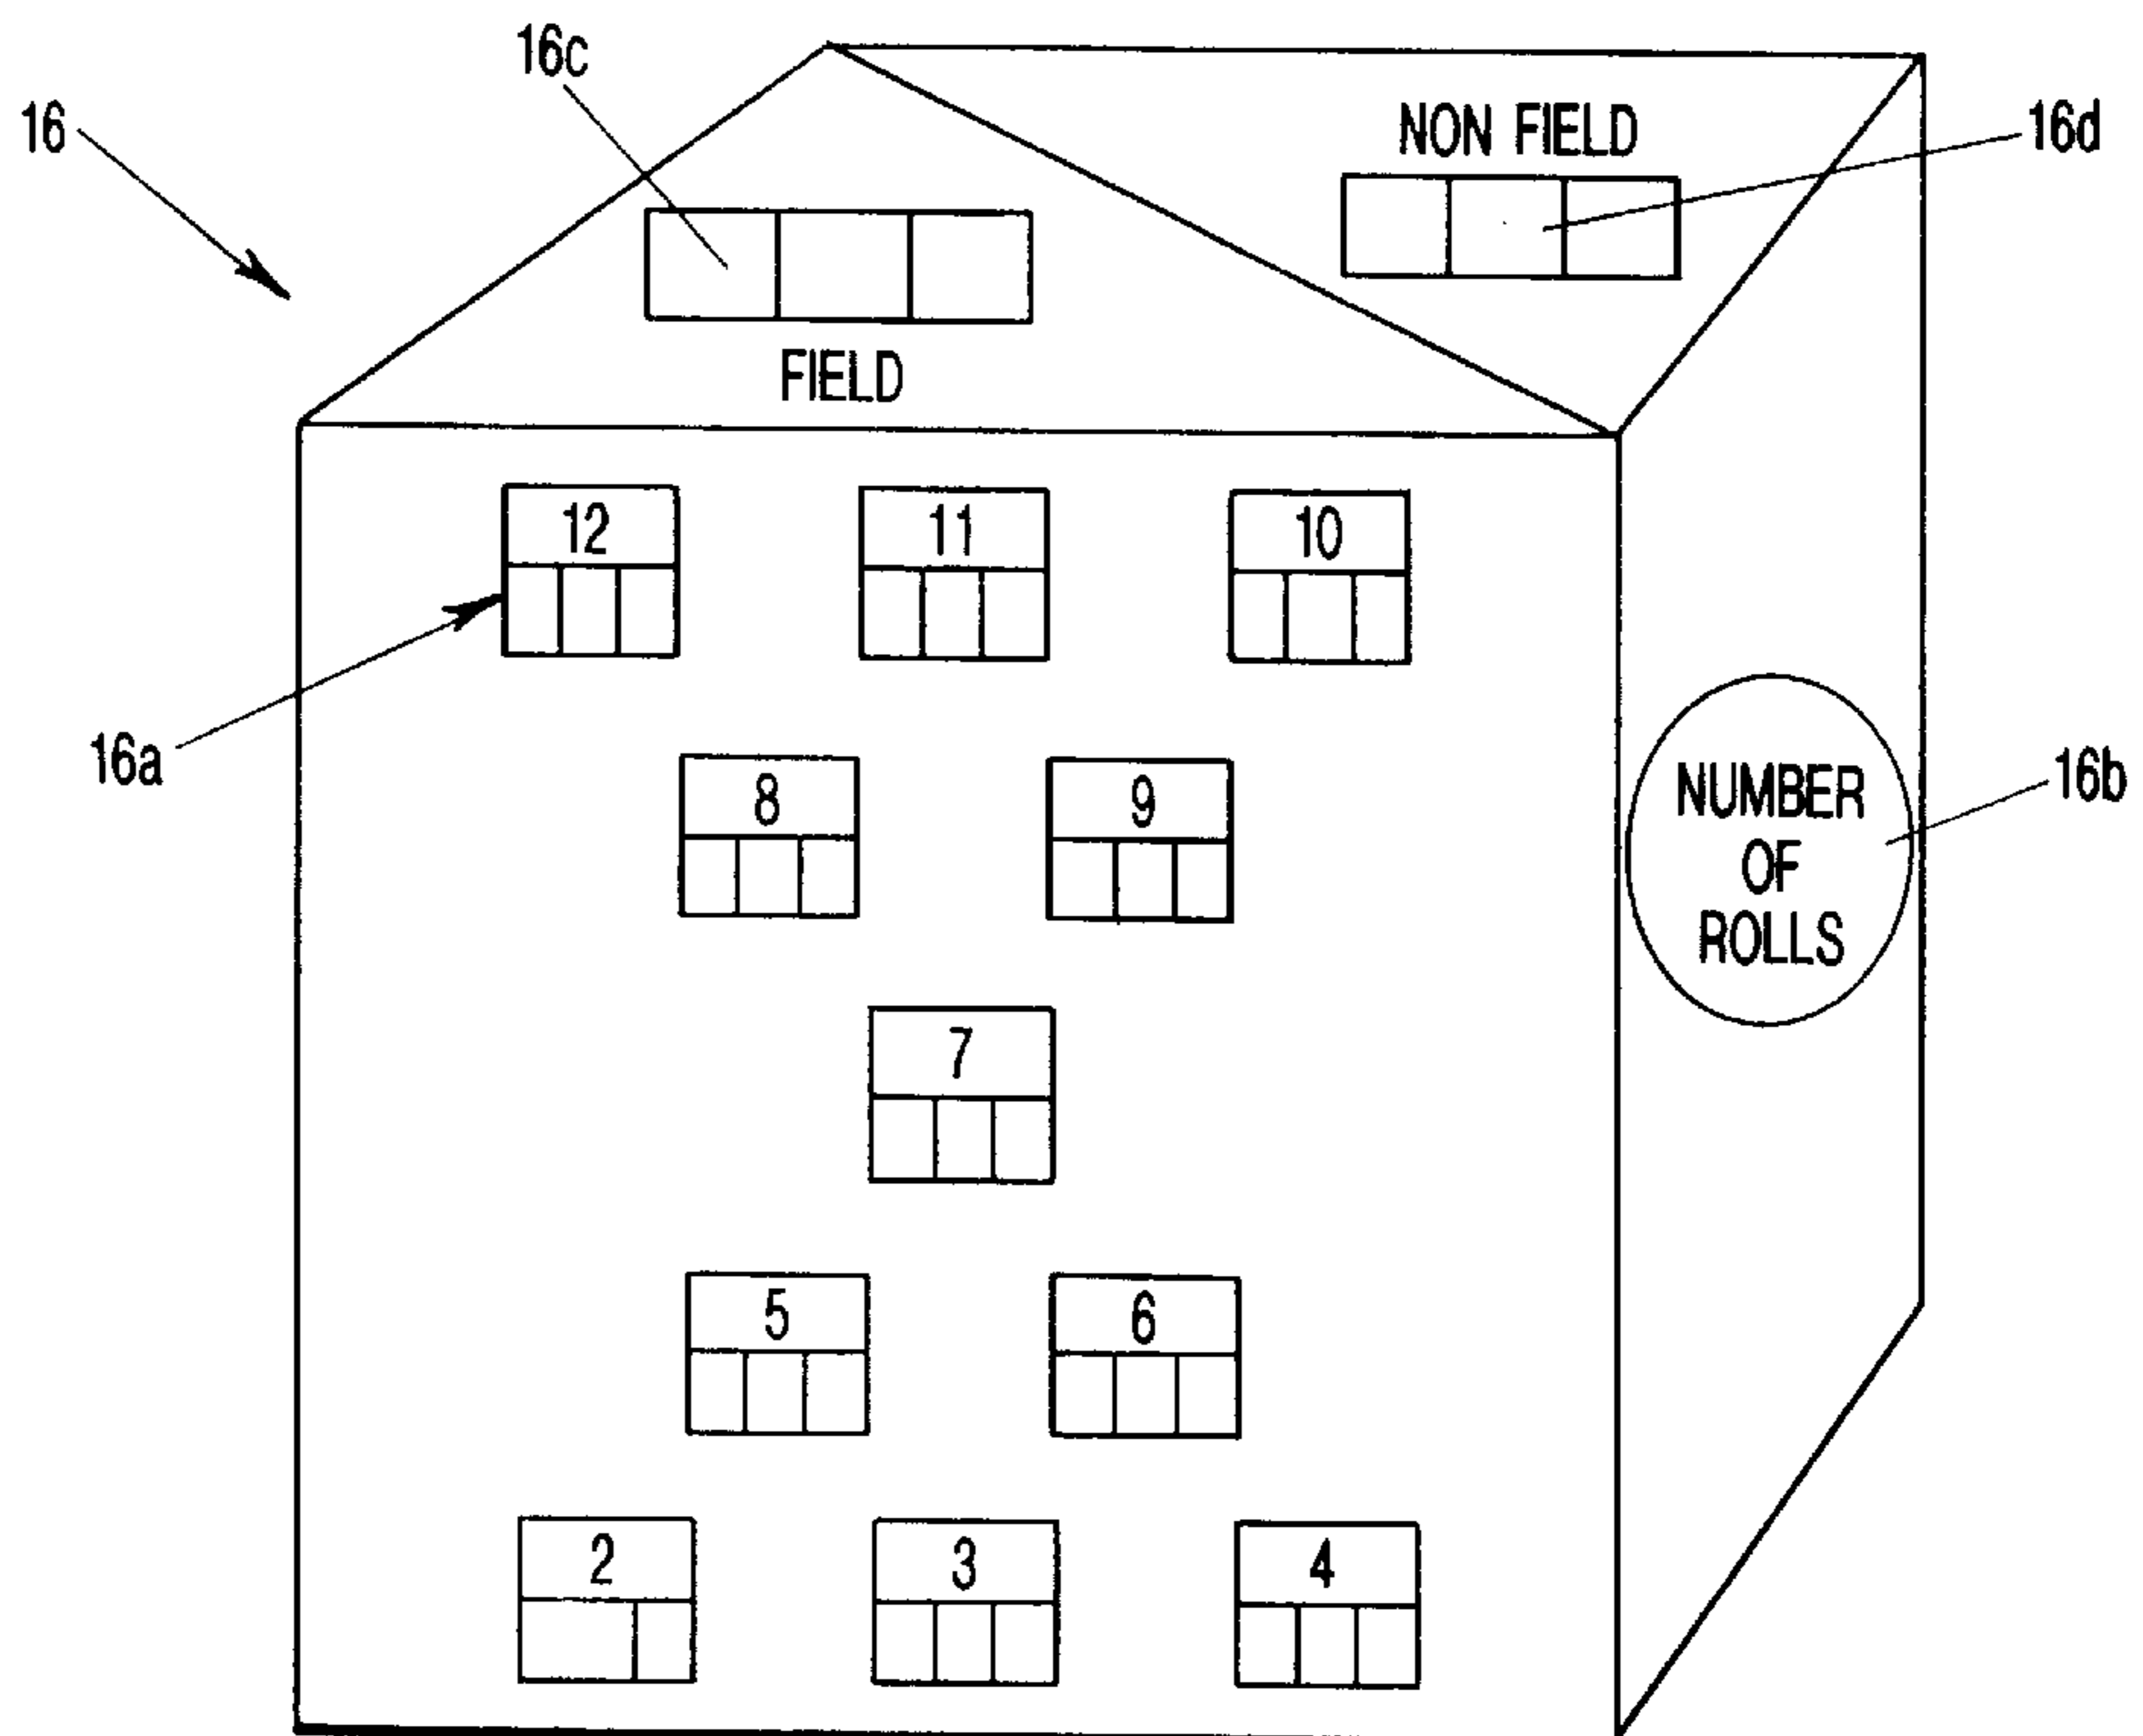 16c
16
NON FIELD
16d
FIELD
12 11 10
16a
8 9
NUMBER
OF
ROLLS
16b
7
5 6
2 3 4